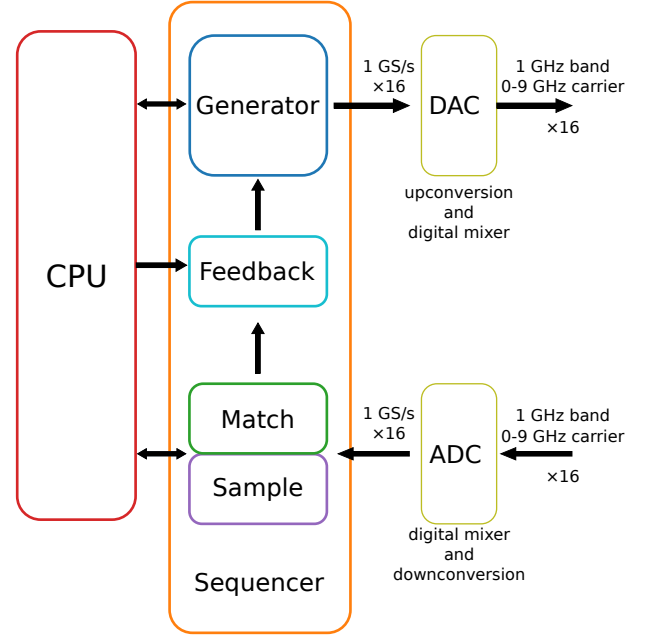 CPU
Generator
Feedback
Match
Sample
Sequencer
1 GS/s
×16
DAC
upconversion
and
digital mixer
1 GHz band
0-9 GHz carrier
×16
1 GS/s
×16
ADC
digital mixer
and
downconversion
1 GHz band
0-9 GHz carrier
×16